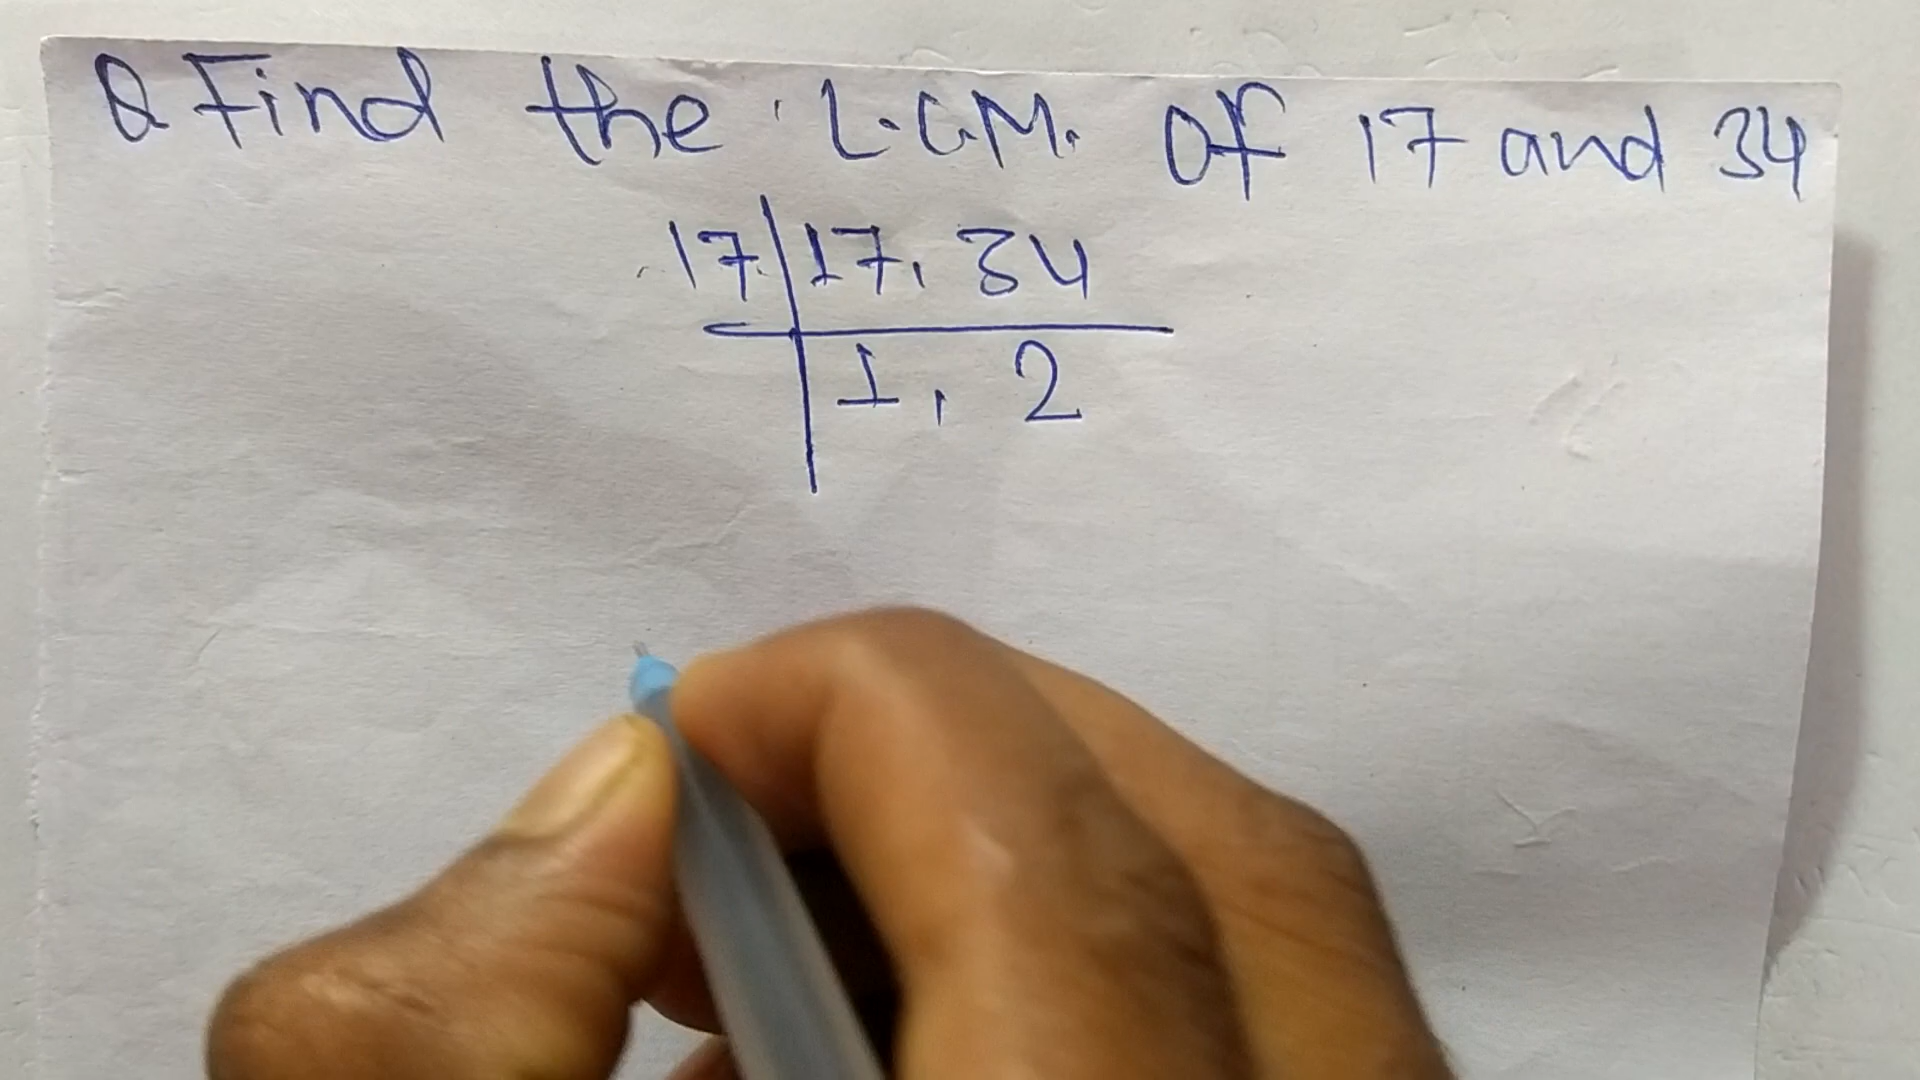 Q Find the L.C.M. of 17 and 34
17 17, 34
1, 2